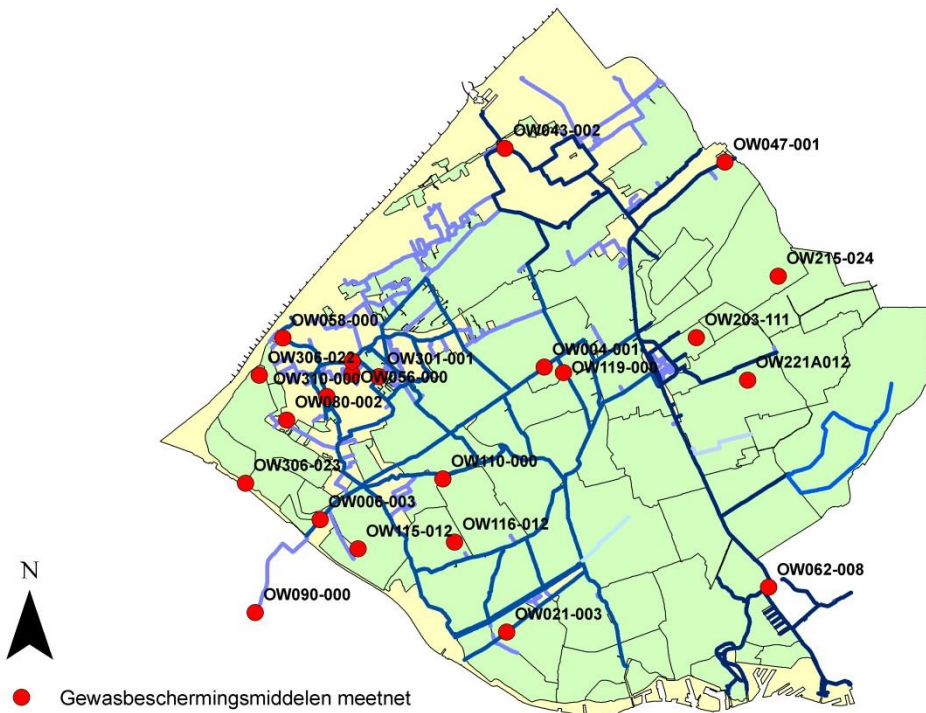 OW043-002
OW047-001
OW215-024
OW058-000
OW203-111
OW004-001
OW306-022
OW301-001
OW119-000
OW221A012
OW310-000
OW056-000
OW080-002
OW306-023
OW110-000
OW006-003
OW115-012
OW116-012
OW062-008
N
OW090-000
OW021-003
Gewasbeschermingsmiddelen meetnet